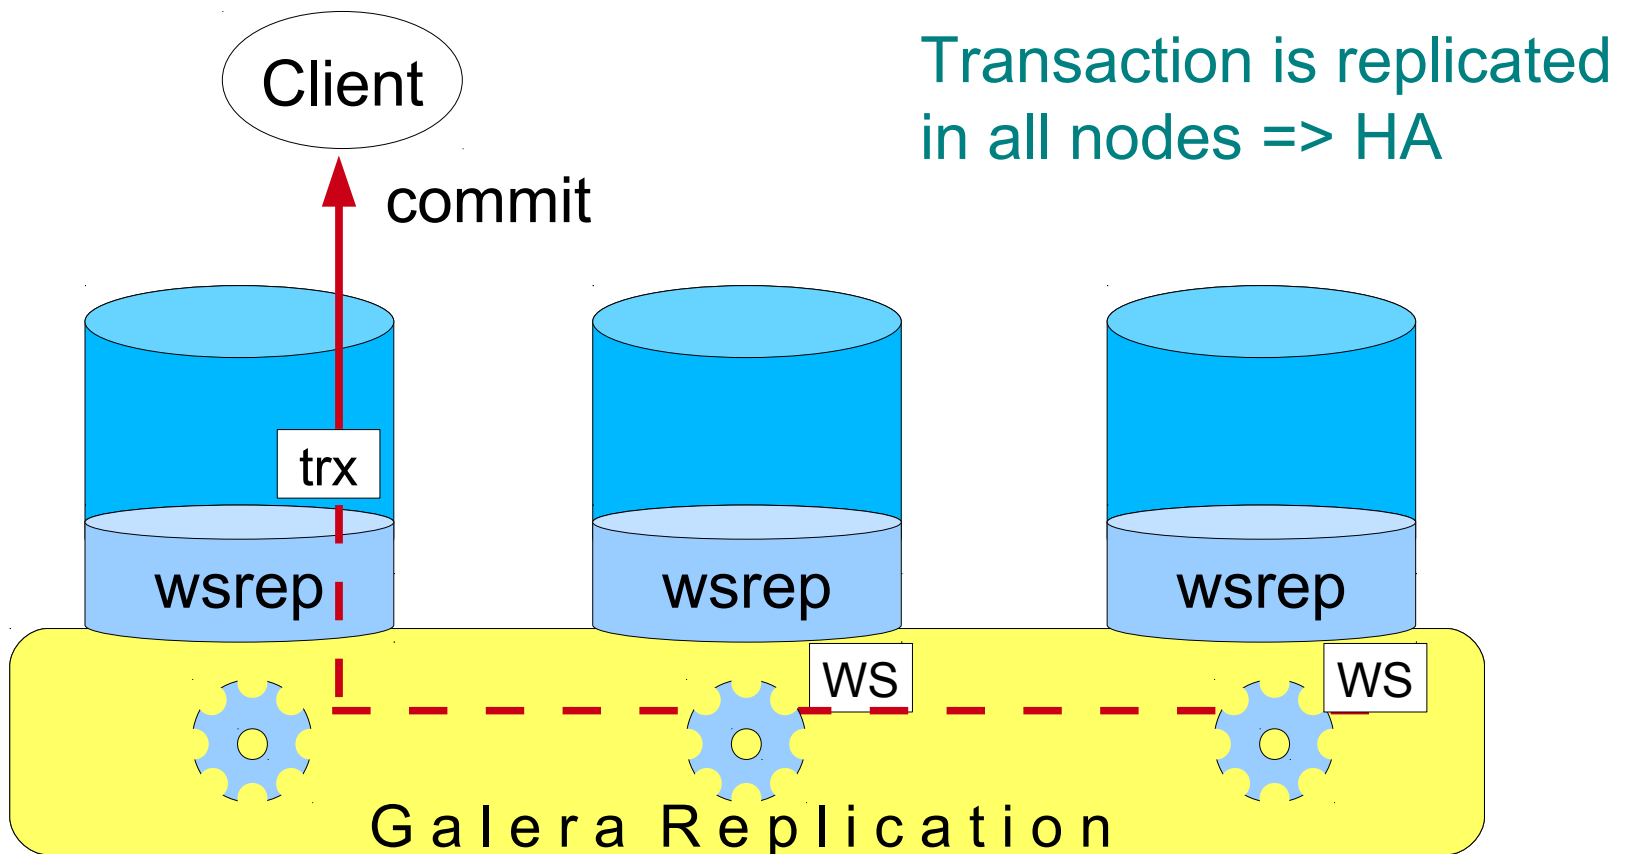 Client
Transaction is replicated
in all nodes => HA
commit
trx
wsrep
wsrep
wsrep
WS
WS
Galera Replication